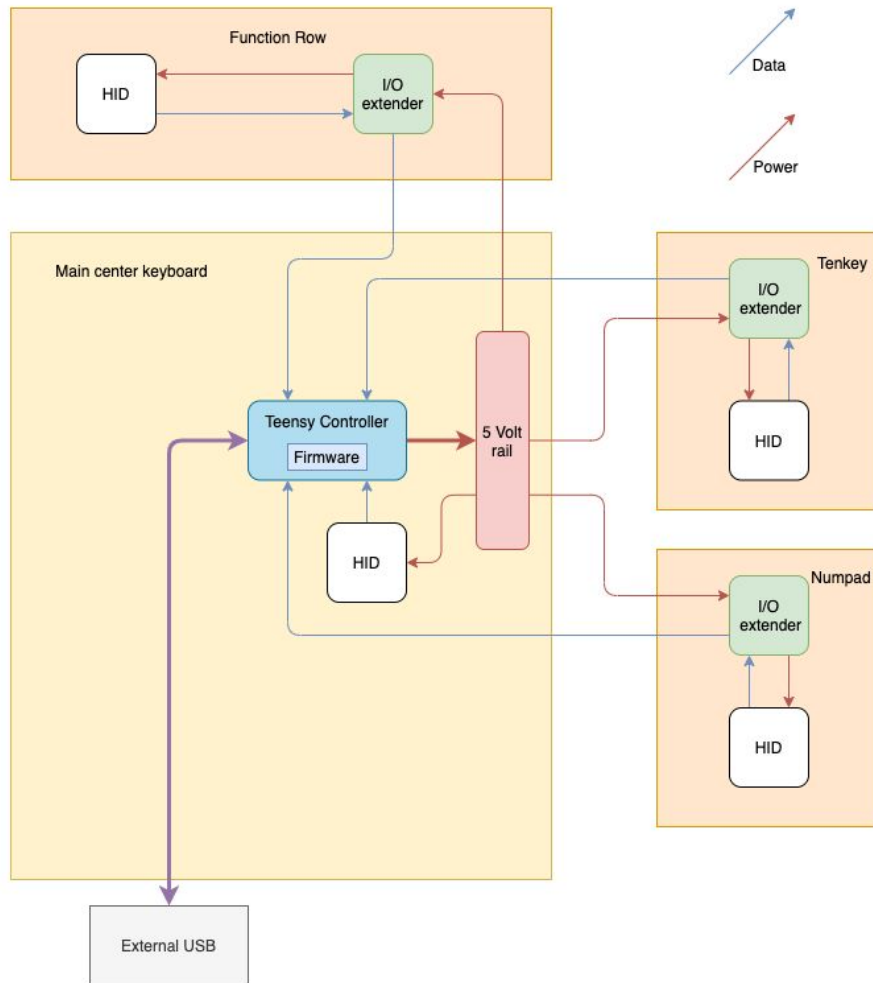 Function Row
HID
I/O
extender
Data
Power
Main center keyboard
Tenkey
I/O
extender
HID
Teensy Controller
Firmware
5 Volt
rail
HID
Numpad
I/O
extender
HID
External USB